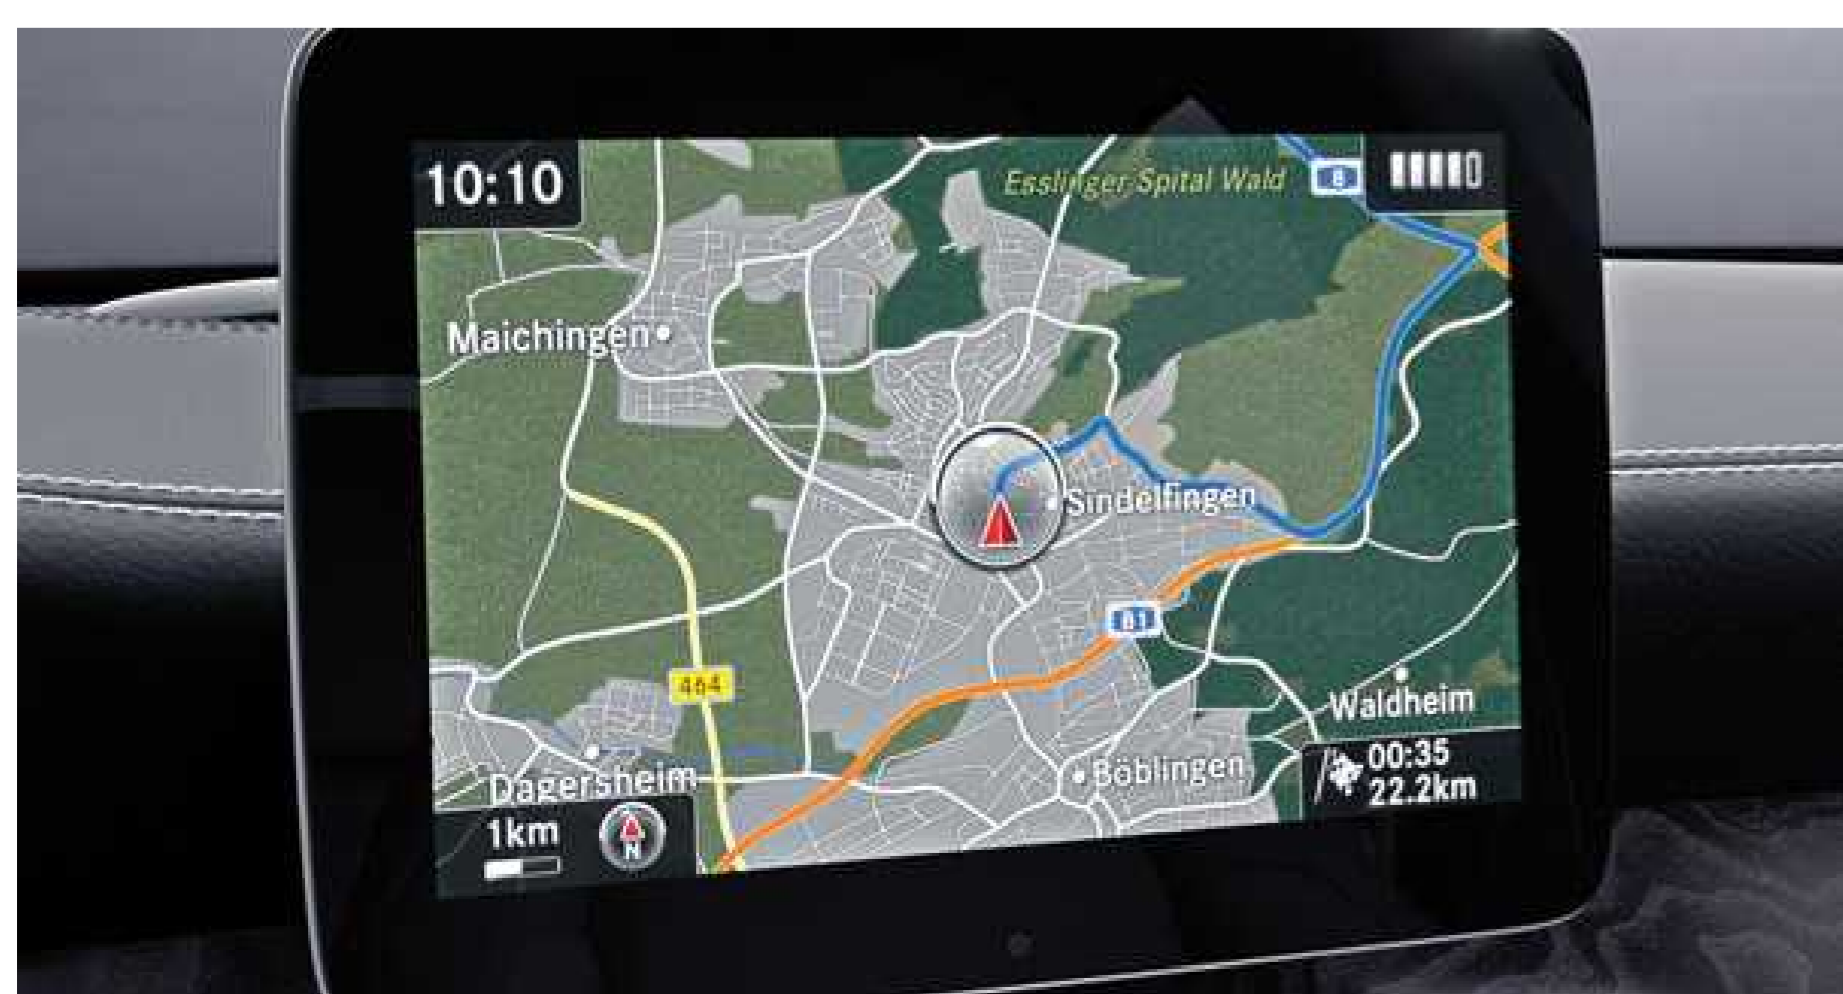 10:10
Esslinger Spital Wald
8
Maichingen
Sindelfingen
81
464
Waldheim
Dagersheim
Böblingen
00:35
22.2km
1km
N